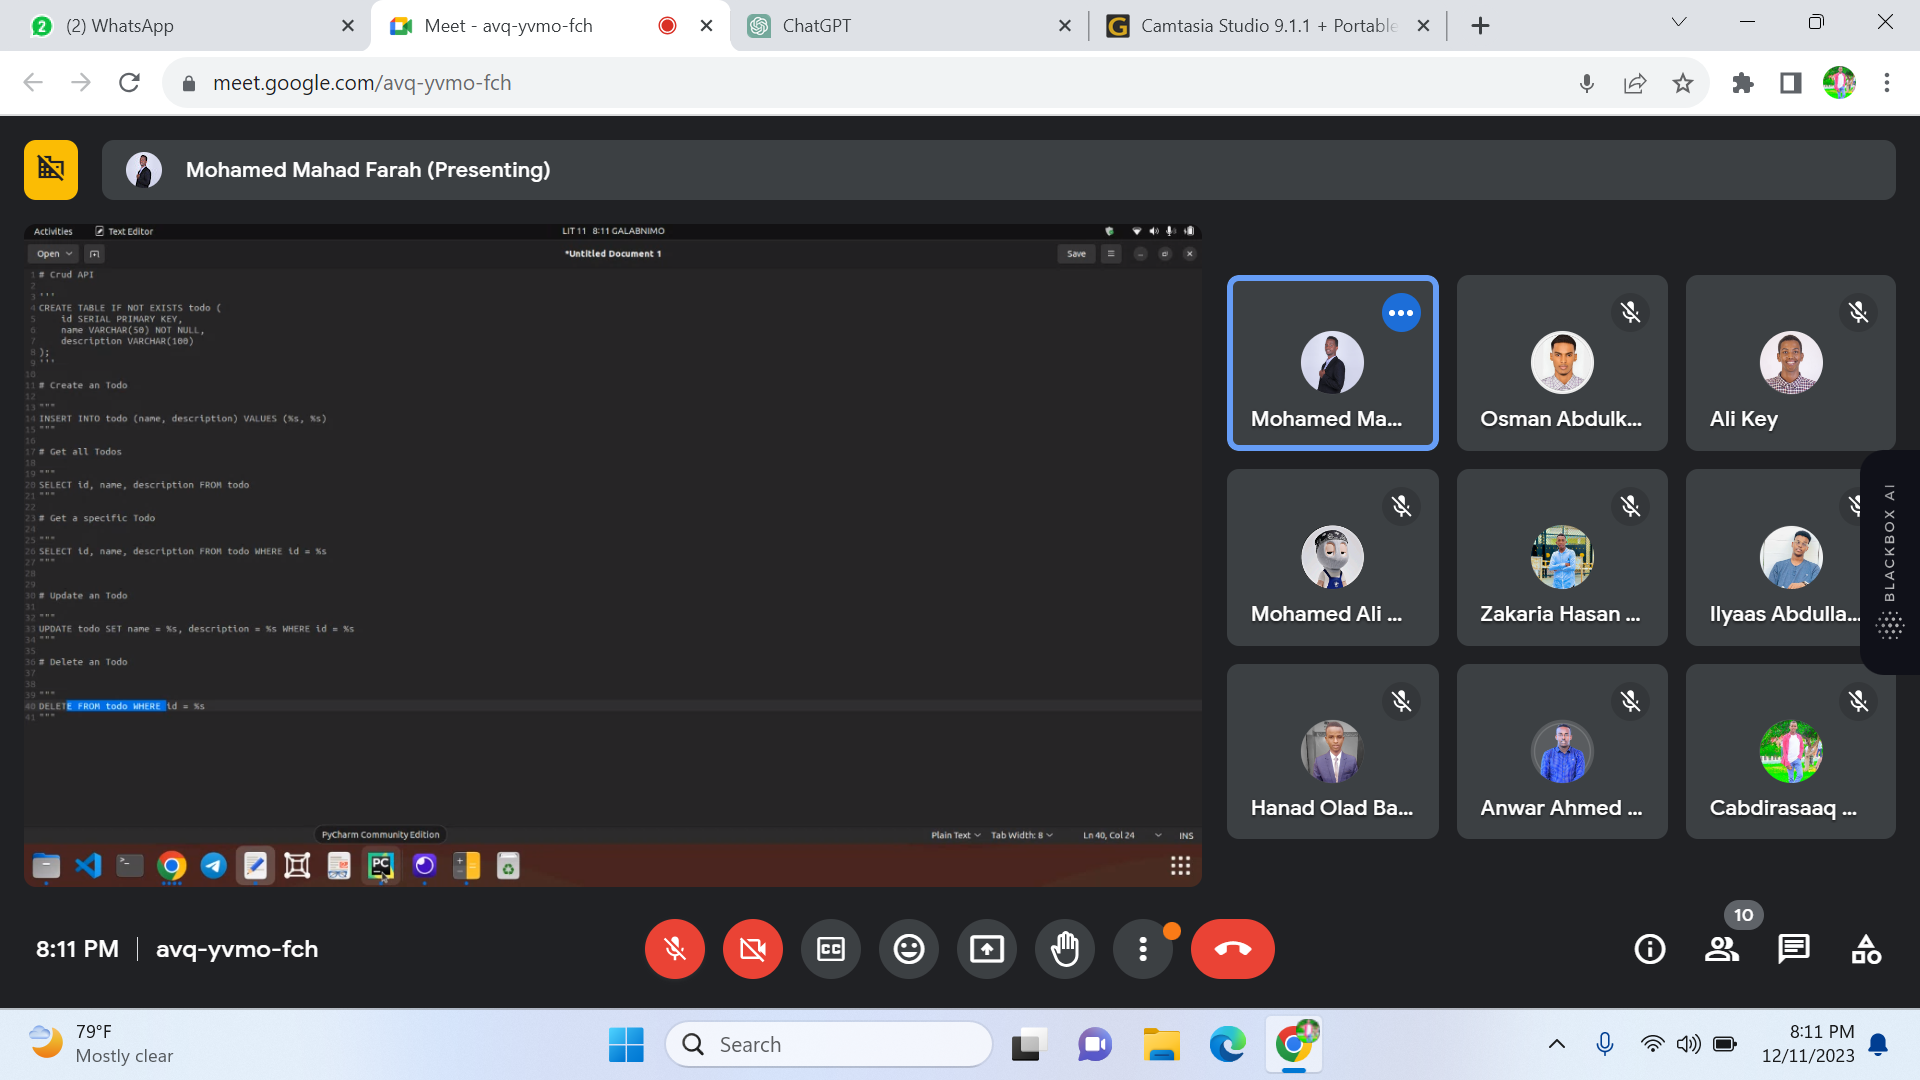 (2) WhatsApp
Meet - avq-yvmo-fch
ChatGPT
Camtasia Studio 9.1.1 + Portable
meet.google.com/avq-yvmo-fch
Mohamed Mahad Farah (Presenting)
Activities
Text Editor
LIT 11 8:11 GALABNIMO
Open
*Untitled Document 1
Save
1 # Crud API
2
3 '''
4 CREATE TABLE IF NOT EXISTS todo (
5 id SERIAL PRIMARY KEY,
6 name VARCHAR(50) NOT NULL,
7 description VARCHAR(100)
8 );
9 '''
10
11 # Create an Todo
12
13 """
14 INSERT INTO todo (name, description) VALUES (%s, %s)
15 """
16
17 # Get all Todos
18
19 """
20 SELECT id, name, description FROM todo
21 """
22
23 # Get a specific Todo
24
25 """
26 SELECT id, name, description FROM todo WHERE id = %s
27 """
28
29
30 # Update an Todo
31
32 """
33 UPDATE todo SET name = %s, description = %s WHERE id = %s
34 """
35
36 # Delete an Todo
37
38
39 """
40 DELETE FROM todo WHERE id = %s
41 """
PyCharm Community Edition
Plain Text
Tab Width: 8
Ln 40, Col 24
INS
PC
Mohamed Ma...
Osman Abdulk...
Ali Key
Mohamed Ali ...
Zakaria Hasan ...
Ilyaas Abdulla...
Hanad Olad Ba...
Anwar Ahmed ...
Cabdirasaaq ...
BLACKBOX AI
8:11 PM
avq-yvmo-fch
CC
10
79°F
Mostly clear
Search
8:11 PM
12/11/2023